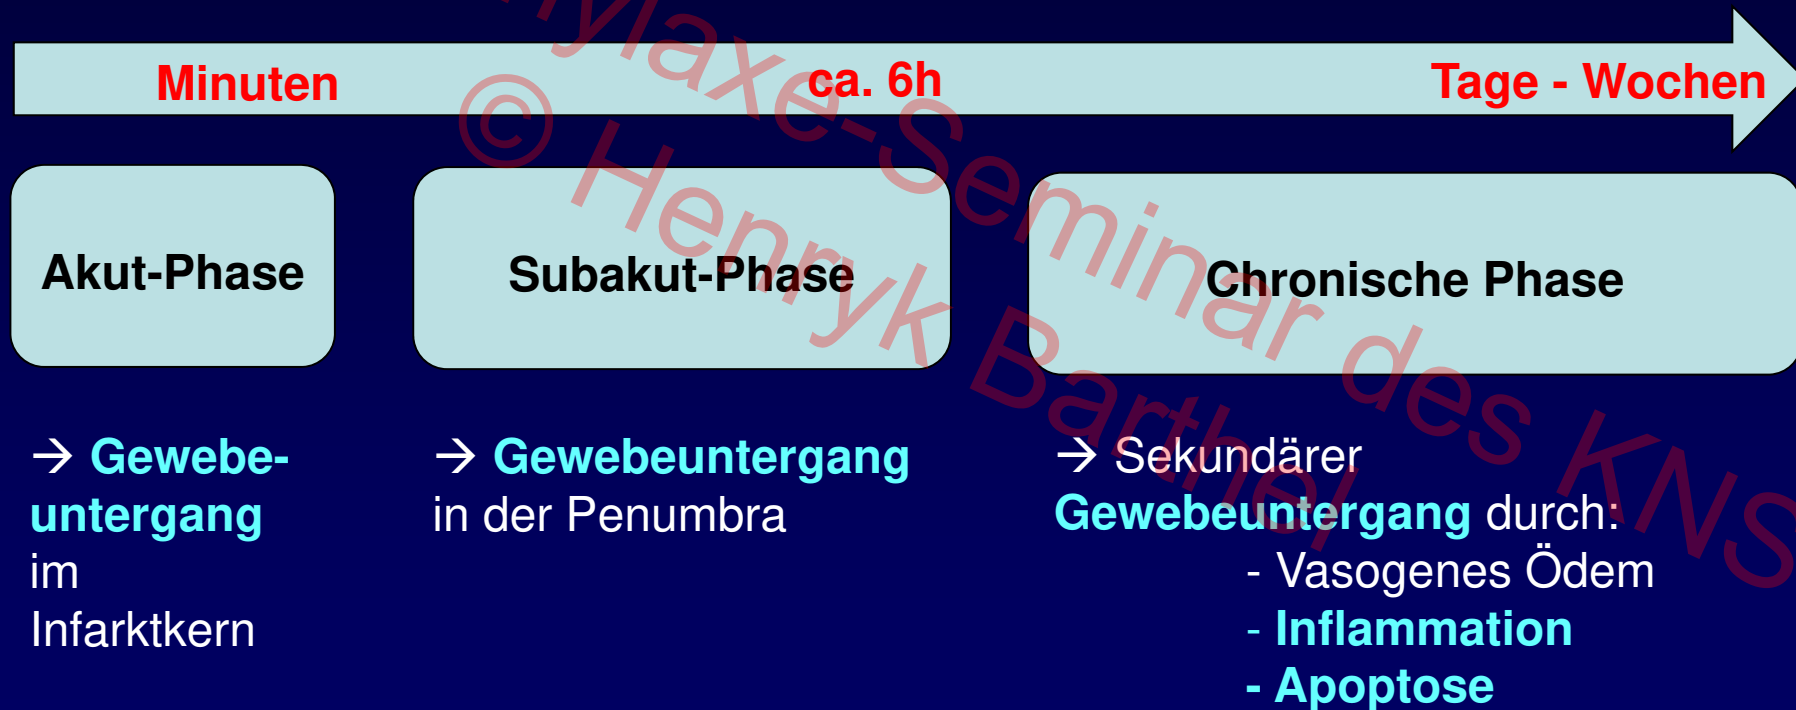 Minuten
ca. 6h
Tage - Wochen
Akut-Phase
Subakut-Phase
Chronische Phase
→ Gewebe-
untergang
im
Infarktkern
→ Gewebeuntergang
in der Penumbra
→ Sekundärer
Gewebeuntergang durch:
- Vasogenes Ödem
- Inflammation
- Apoptose
-Seminar des KNS
© Henryk Barthel